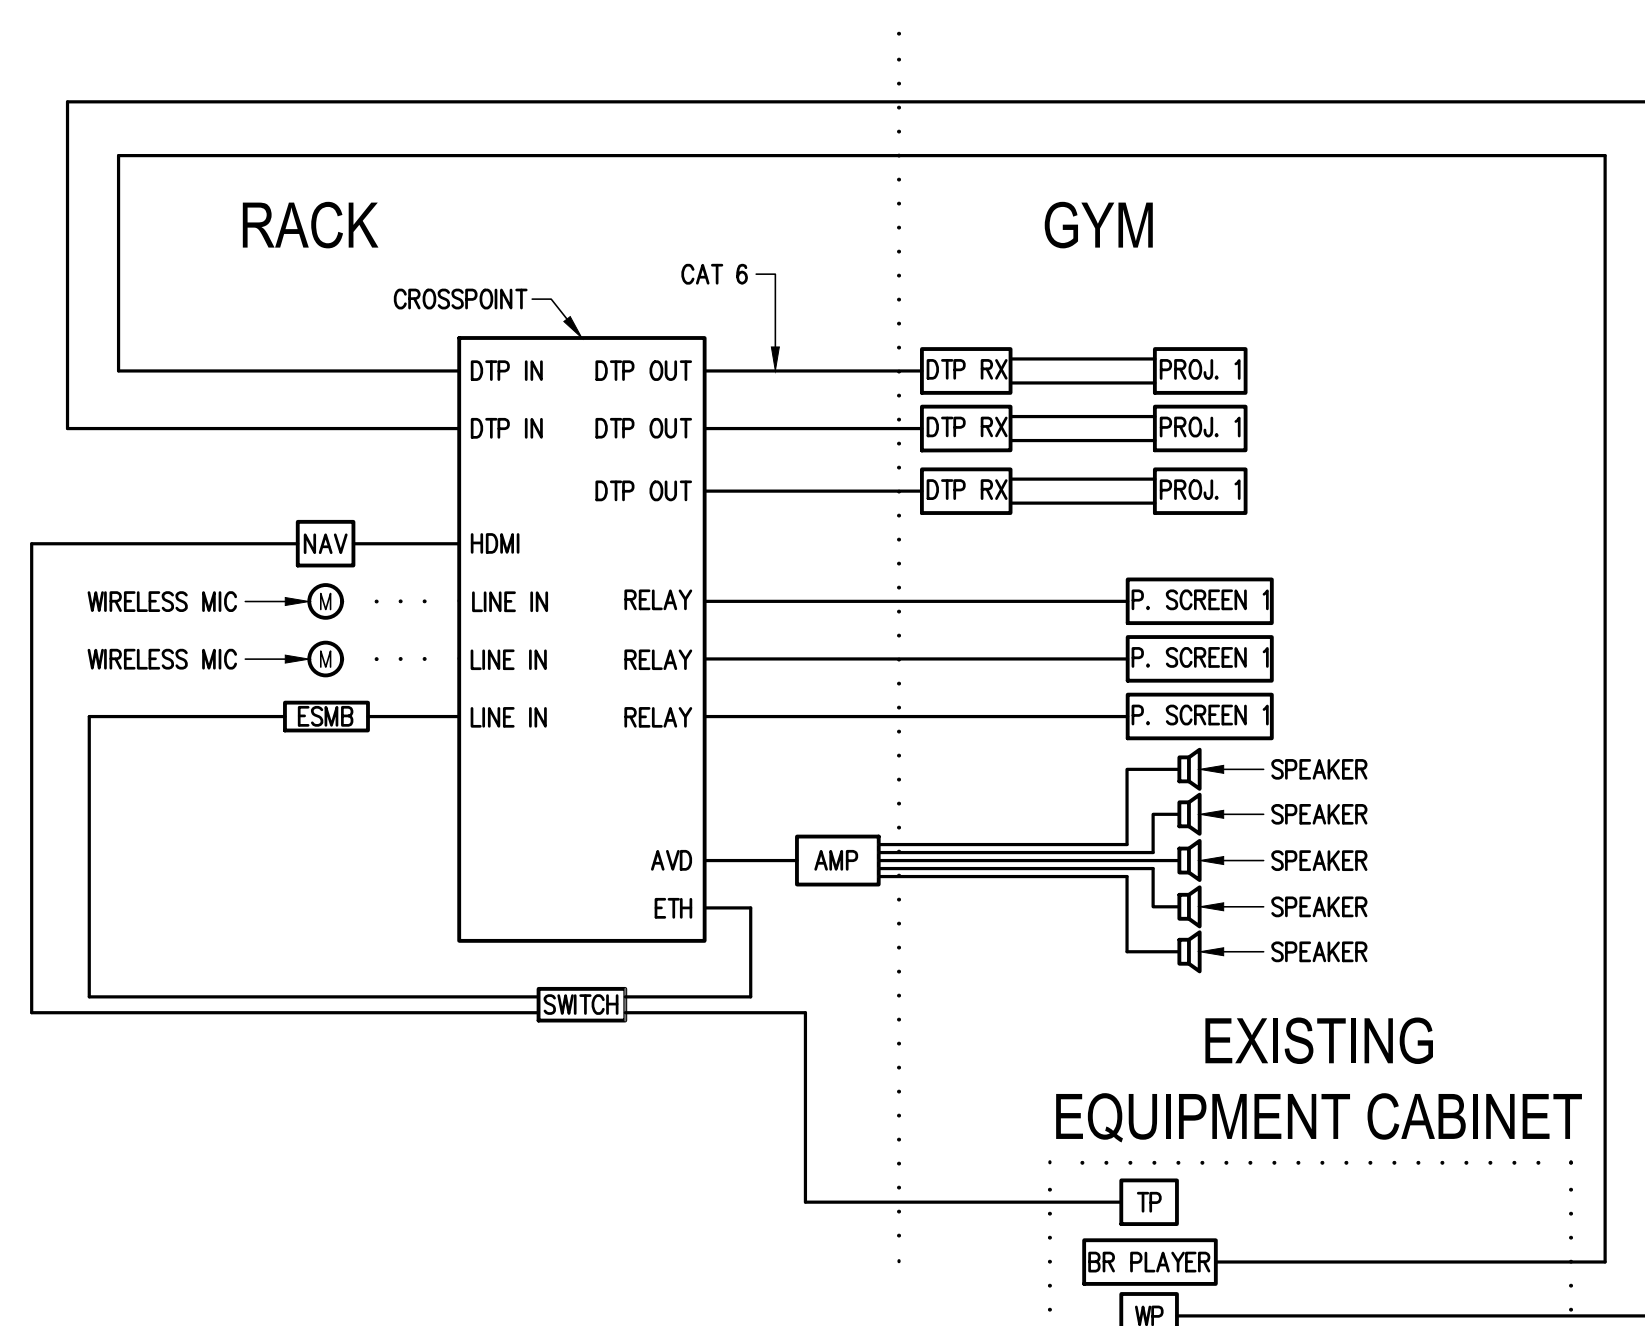 RACK
GYM
CAT 6
CROSSPOINT
DTP IN
DTP OUT
DTP RX
PROJ. 1
DTP IN
DTP OUT
DTP RX
PROJ. 1
DTP OUT
DTP RX
PROJ. 1
NAV
HDMI
WIRELESS MIC
M
LINE IN
RELAY
P. SCREEN 1
WIRELESS MIC
M
LINE IN
RELAY
P. SCREEN 1
ESMB
LINE IN
RELAY
P. SCREEN 1
SPEAKER
SPEAKER
AVD
AMP
SPEAKER
ETH
SPEAKER
SPEAKER
SWITCH
EXISTING
EQUIPMENT CABINET
TP
BR PLAYER
WP